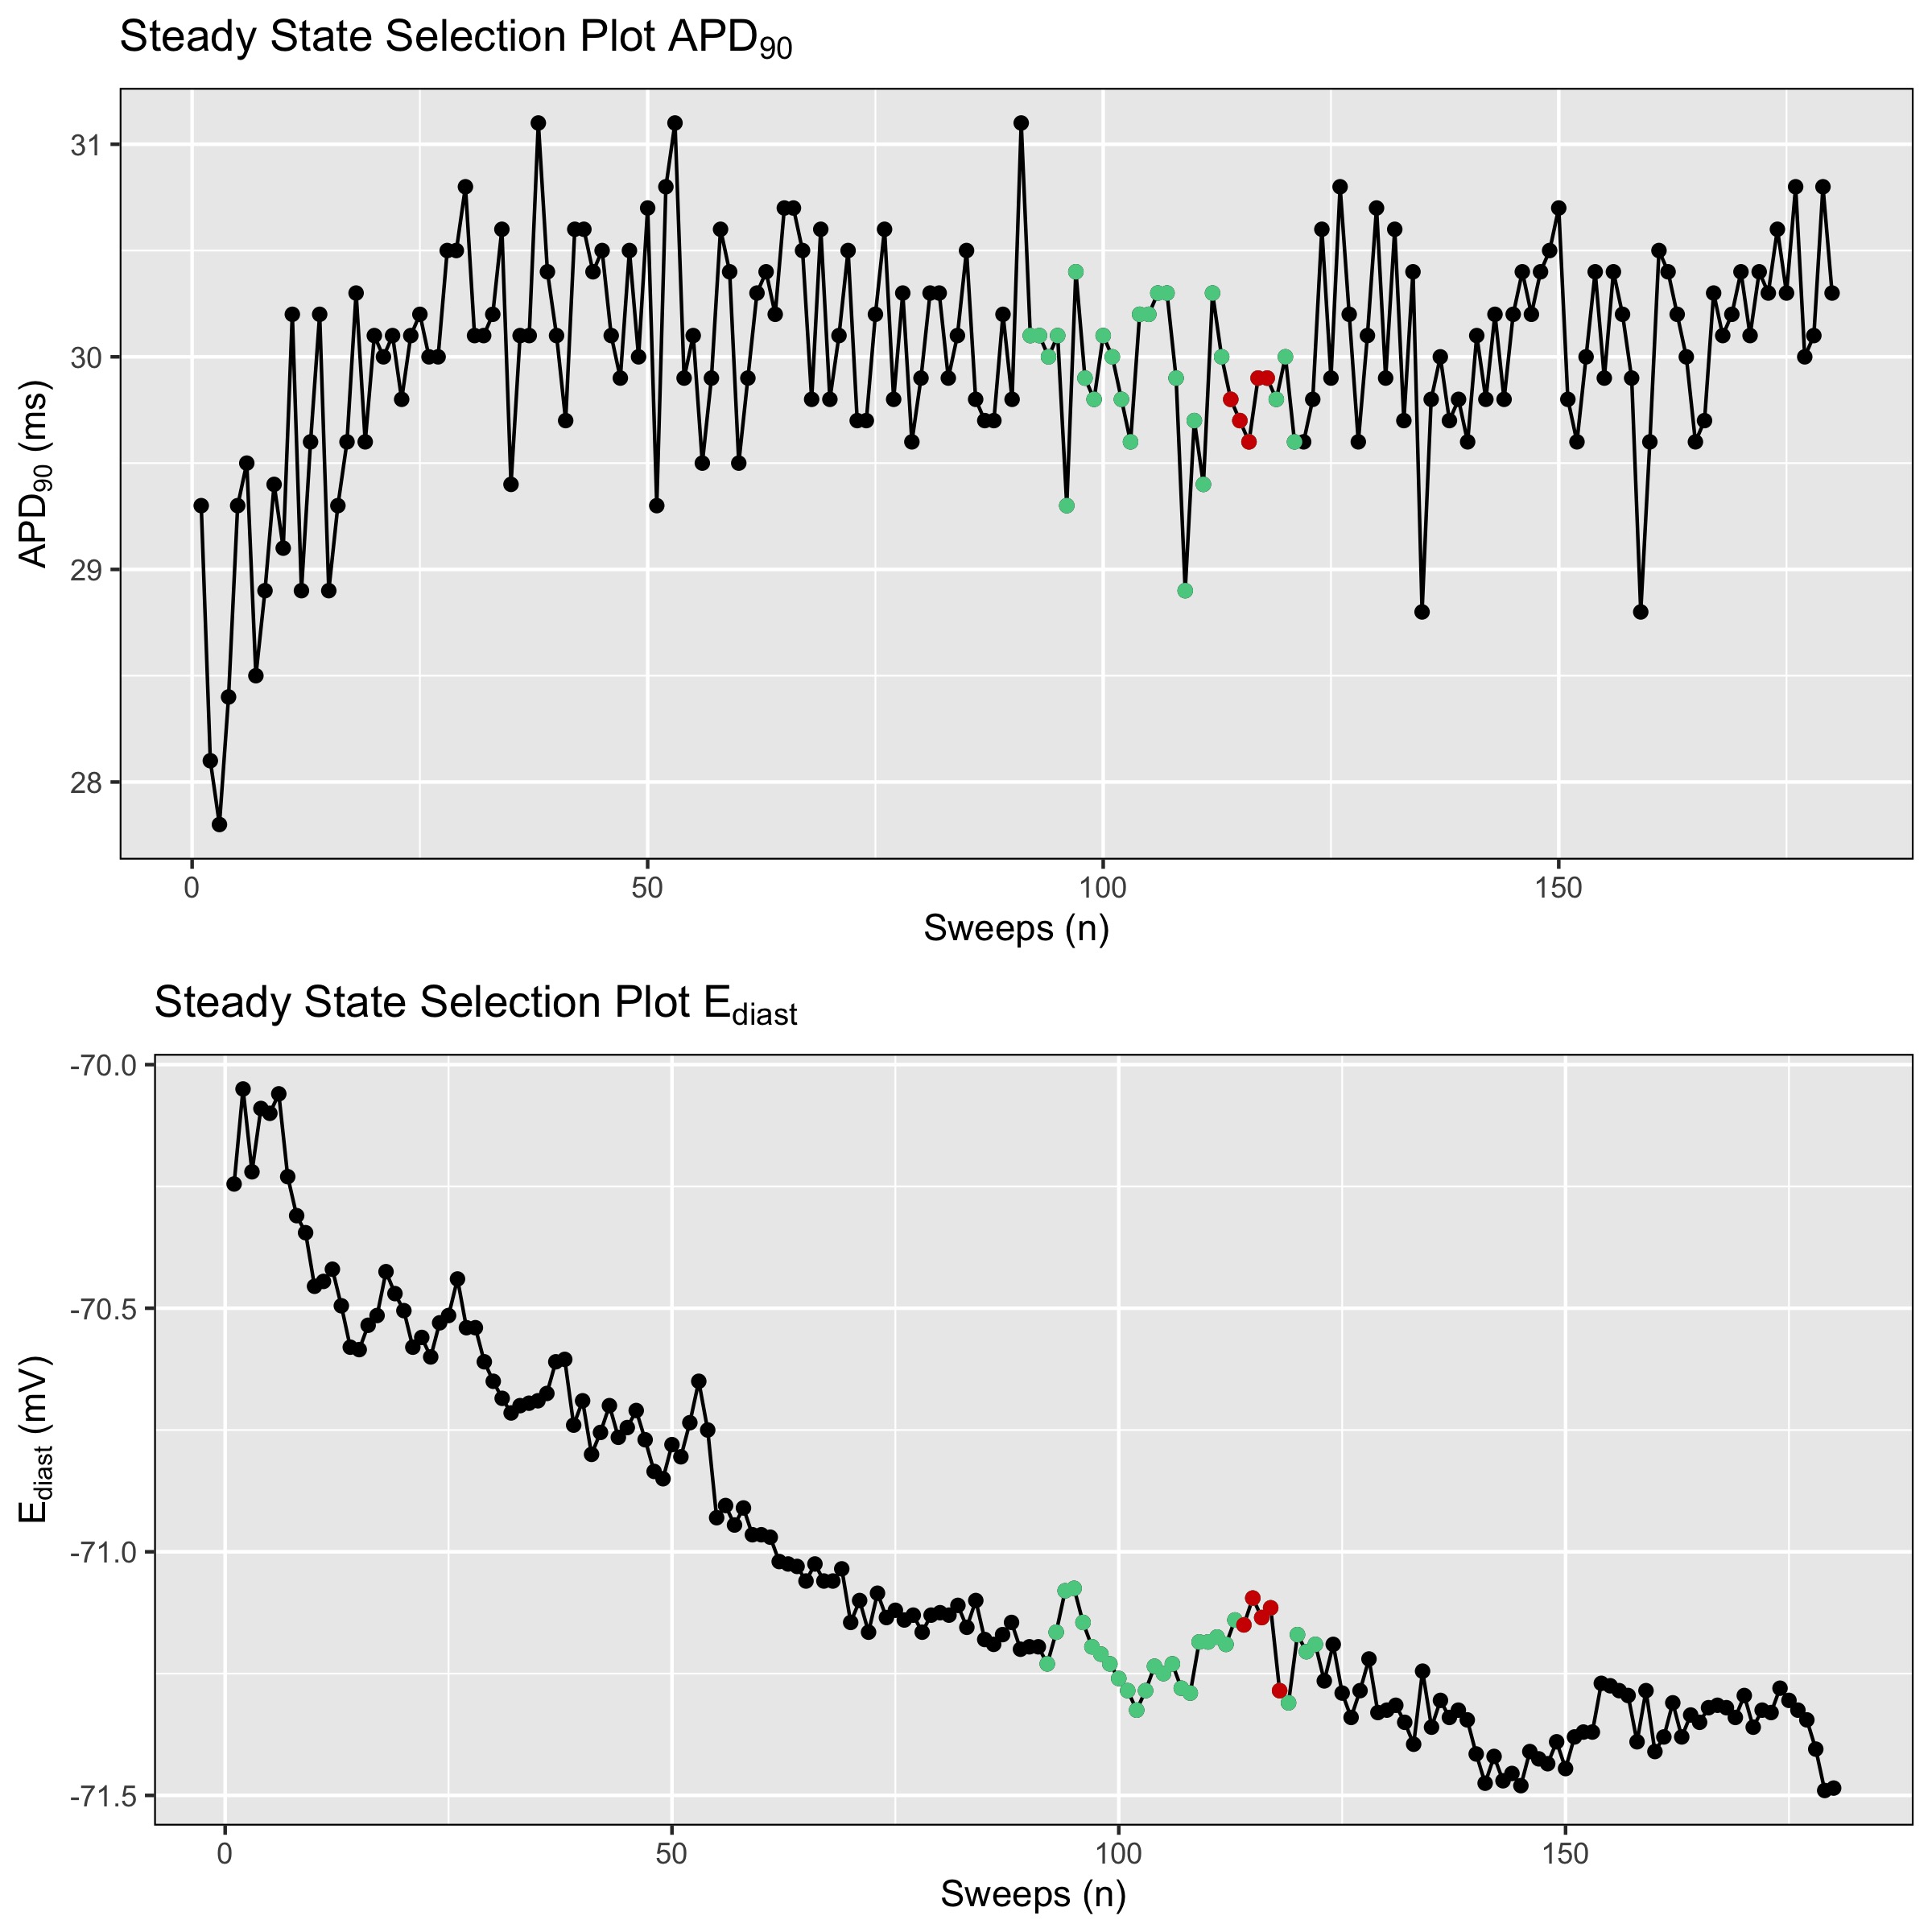 Steady State Selection Plot APD90
31
30
29
28
APD90 (ms)
0 50 100 150
Sweeps (n)
Steady State Selection Plot Ediast
-70.0
-70.5
-71.0
-71.5
Ediast (mV)
0 50 100 150
Sweeps (n)